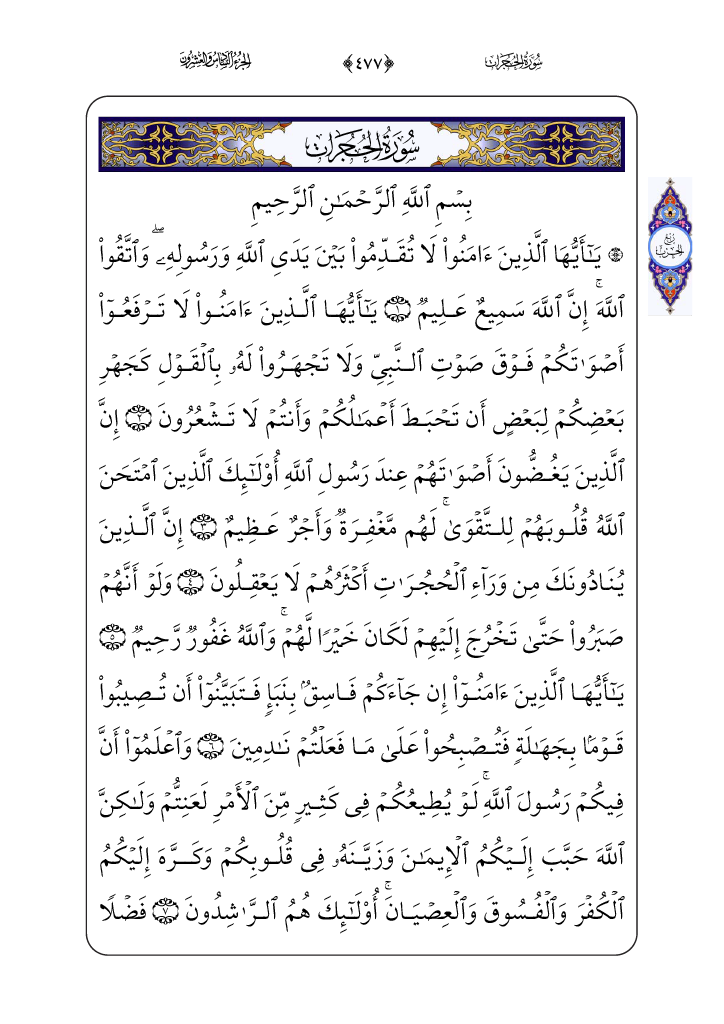 سُورَةُ الحُجُرَاتِ ﴿٤٧٧﴾ الجُزءُ السَّادِسُ وَالعِشْرُونَ
سُورَةُ الحُجُرَاتِ
بِسۡمِ ٱللَّهِ ٱلرَّحۡمَـٰنِ ٱلرَّحِيمِ
۞ يَـٰٓأَيُّهَا ٱلَّذِينَ ءَامَنُوا۟ لَا تُقَدِّمُوا۟ بَيۡنَ يَدَىِ ٱللَّهِ وَرَسُولِهِۦۖ وَٱتَّقُوا۟
رُبْعُ الحِزْبِ
ٱللَّهَۚ إِنَّ ٱللَّهَ سَمِيعٌ عَلِيمٌ ﴿١﴾ يَـٰٓأَيُّهَا ٱلَّذِينَ ءَامَنُوا۟ لَا تَرۡفَعُوٓا۟
أَصۡوَٰتَكُمۡ فَوۡقَ صَوۡتِ ٱلنَّبِىِّ وَلَا تَجۡهَرُوا۟ لَهُۥ بِٱلۡقَوۡلِ كَجَهۡرِ
بَعۡضِكُمۡ لِبَعۡضٍ أَن تَحۡبَطَ أَعۡمَـٰلُكُمۡ وَأَنتُمۡ لَا تَشۡعُرُونَ ﴿٢﴾ إِنَّ
ٱلَّذِينَ يَغُضُّونَ أَصۡوَٰتَهُمۡ عِندَ رَسُولِ ٱللَّهِ أُو۟لَـٰٓئِكَ ٱلَّذِينَ ٱمۡتَحَنَ
ٱللَّهُ قُلُوبَهُمۡ لِلتَّقۡوَىٰۚ لَهُم مَّغۡفِرَةٌ وَأَجۡرٌ عَظِيمٌ ﴿٣﴾ إِنَّ ٱلَّذِينَ
يُنَادُونَكَ مِن وَرَآءِ ٱلۡحُجُرَٰتِ أَكۡثَرُهُمۡ لَا يَعۡقِلُونَ ﴿٤﴾ وَلَوۡ أَنَّهُمۡ
صَبَرُوا۟ حَتَّىٰ تَخۡرُجَ إِلَيۡهِمۡ لَكَانَ خَيۡرًا لَّهُمۡۚ وَٱللَّهُ غَفُورٌ رَّحِيمٌ ﴿٥﴾
يَـٰٓأَيُّهَا ٱلَّذِينَ ءَامَنُوٓا۟ إِن جَآءَكُمۡ فَاسِقُۢ بِنَبَإٍ فَتَبَيَّنُوٓا۟ أَن تُصِيبُوا۟
قَوۡمَۢا بِجَهَـٰلَةٍ فَتُصۡبِحُوا۟ عَلَىٰ مَا فَعَلۡتُمۡ نَـٰدِمِينَ ﴿٦﴾ وَٱعۡلَمُوٓا۟ أَنَّ
فِيكُمۡ رَسُولَ ٱللَّهِۚ لَوۡ يُطِيعُكُمۡ فِى كَثِيرٍ مِّنَ ٱلۡأَمۡرِ لَعَنِتُّمۡ وَلَـٰكِنَّ
ٱللَّهَ حَبَّبَ إِلَيۡكُمُ ٱلۡإِيمَـٰنَ وَزَيَّنَهُۥ فِى قُلُوبِكُمۡ وَكَرَّهَ إِلَيۡكُمُ
ٱلۡكُفۡرَ وَٱلۡفُسُوقَ وَٱلۡعِصۡيَانَۚ أُو۟لَـٰٓئِكَ هُمُ ٱلرَّٰشِدُونَ ﴿٧﴾ فَضۡلًا